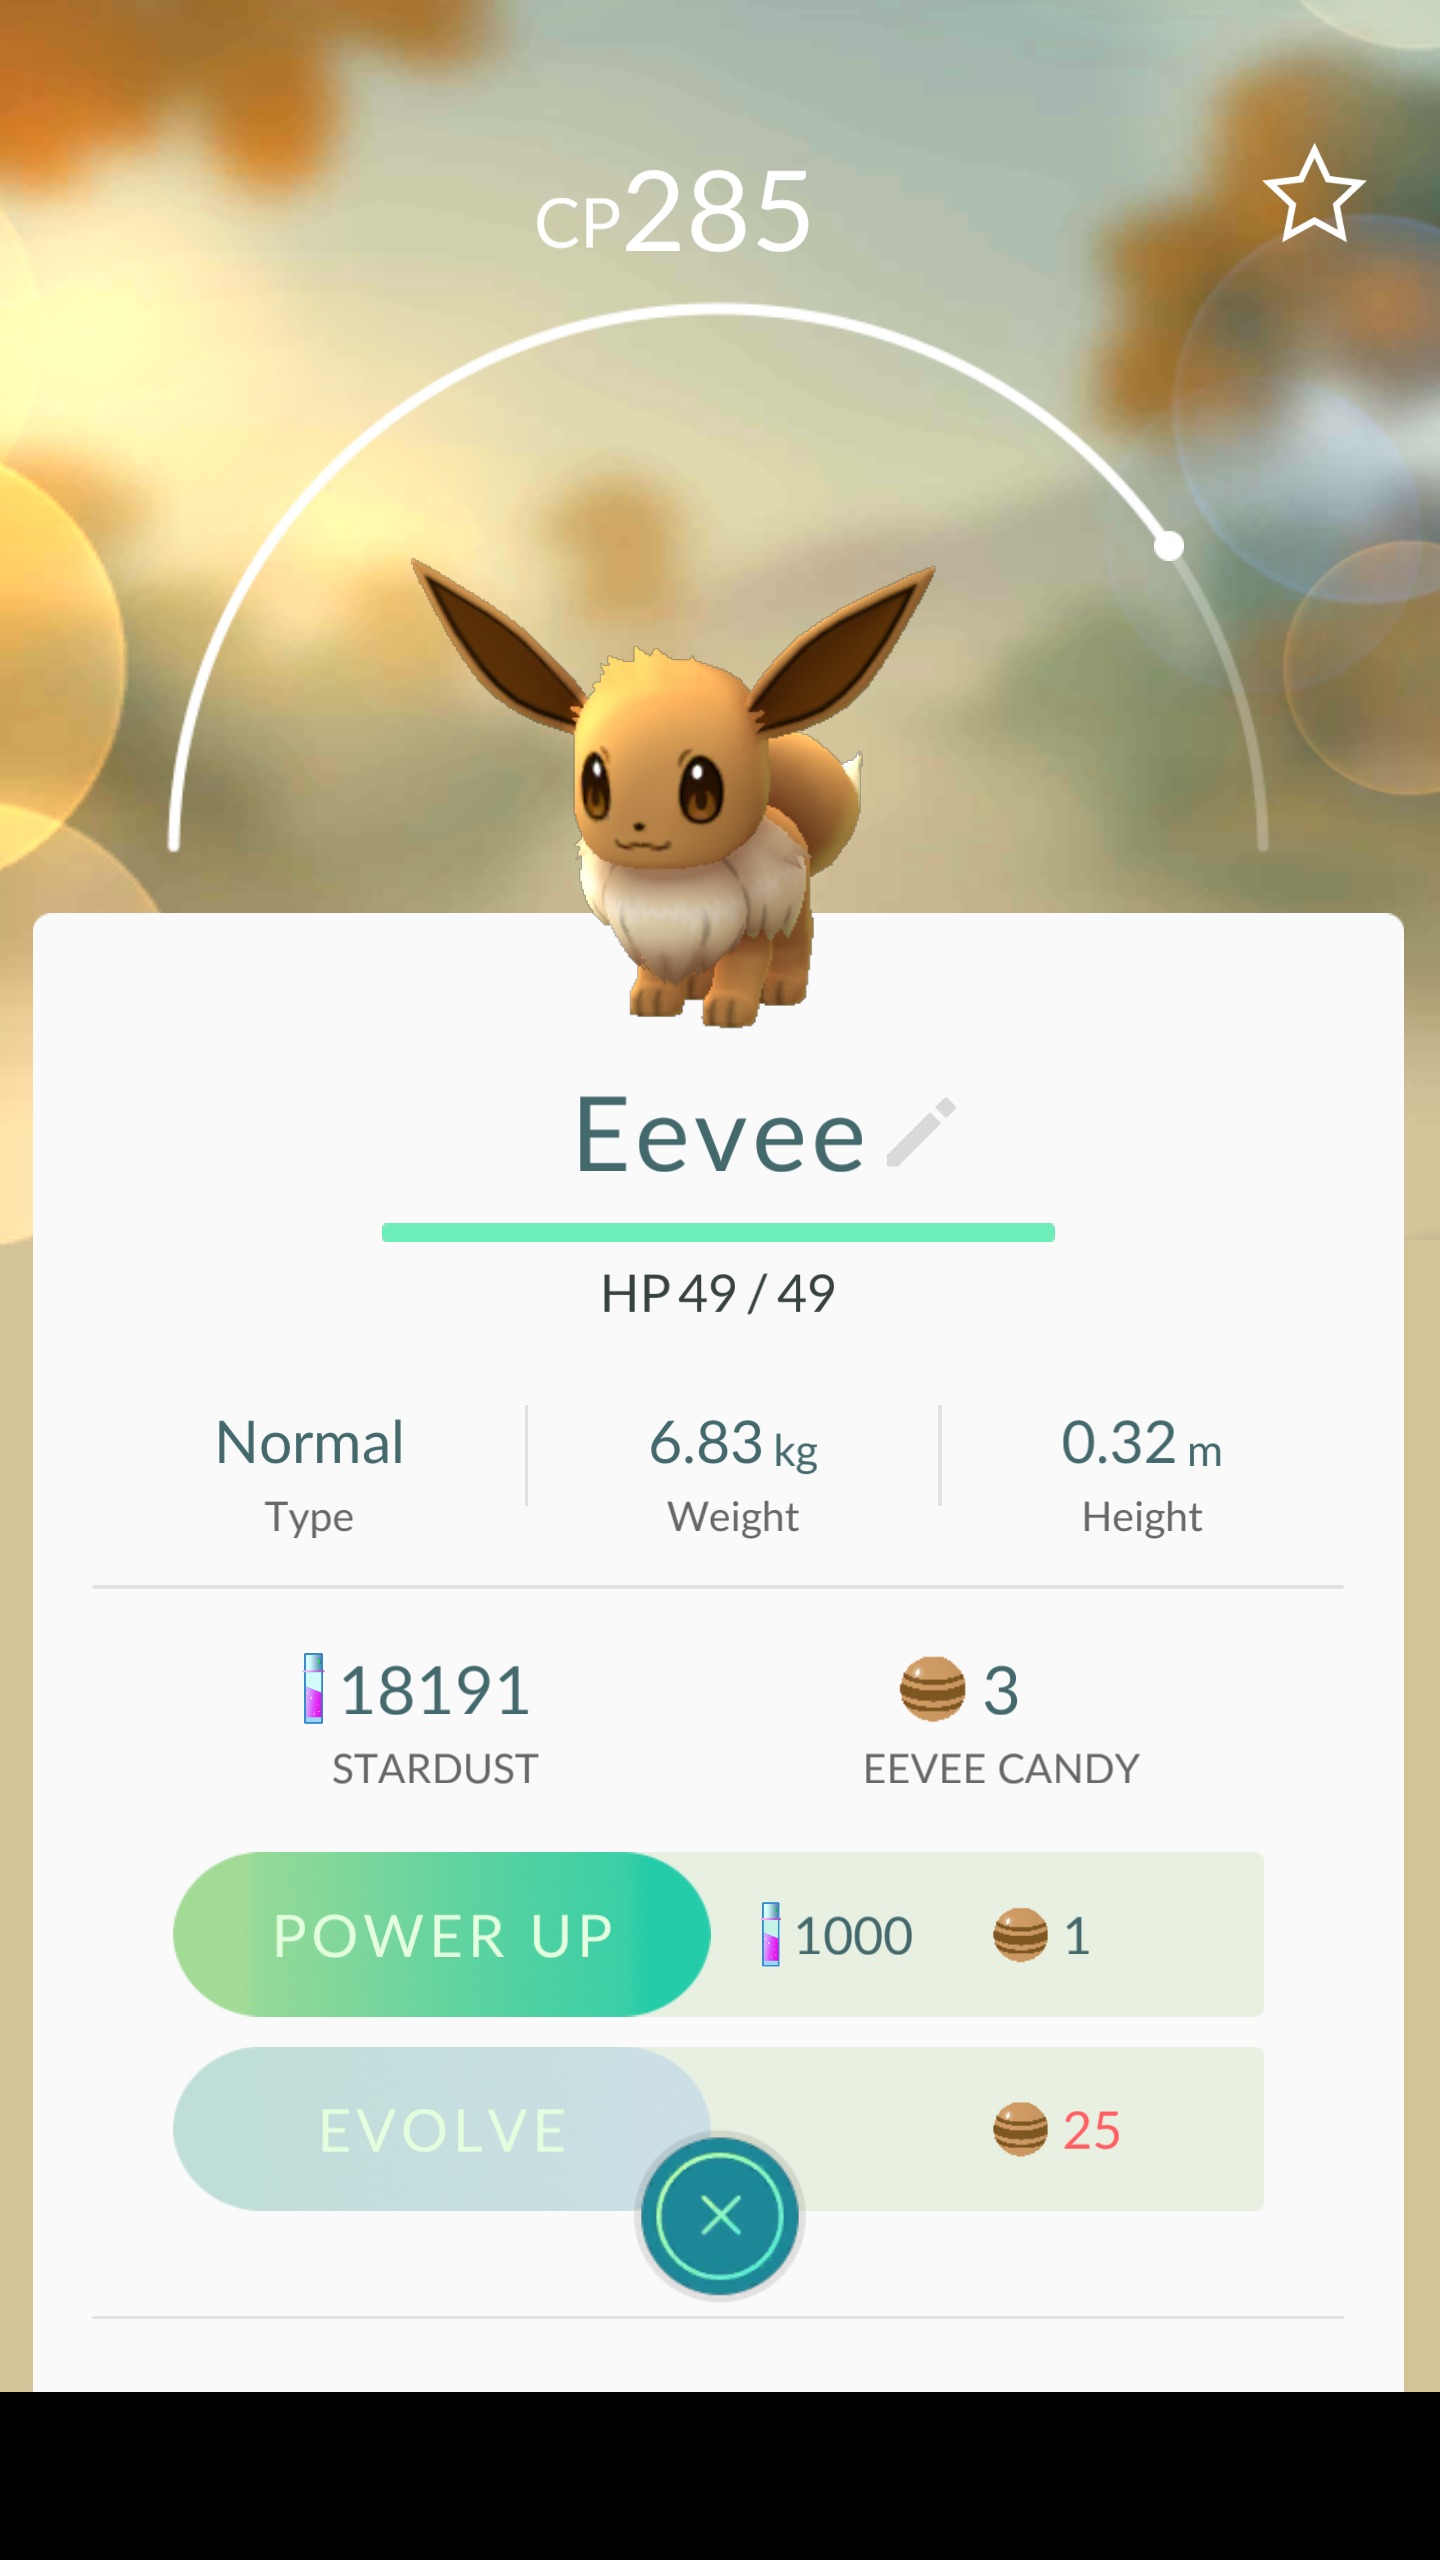 CP285
Eevee
HP 49 / 49
Normal 6.83 kg 0.32 m
Type Weight Height
18191 3
STARDUST EEVEE CANDY
POWER UP 1000 1
EVOLVE 25